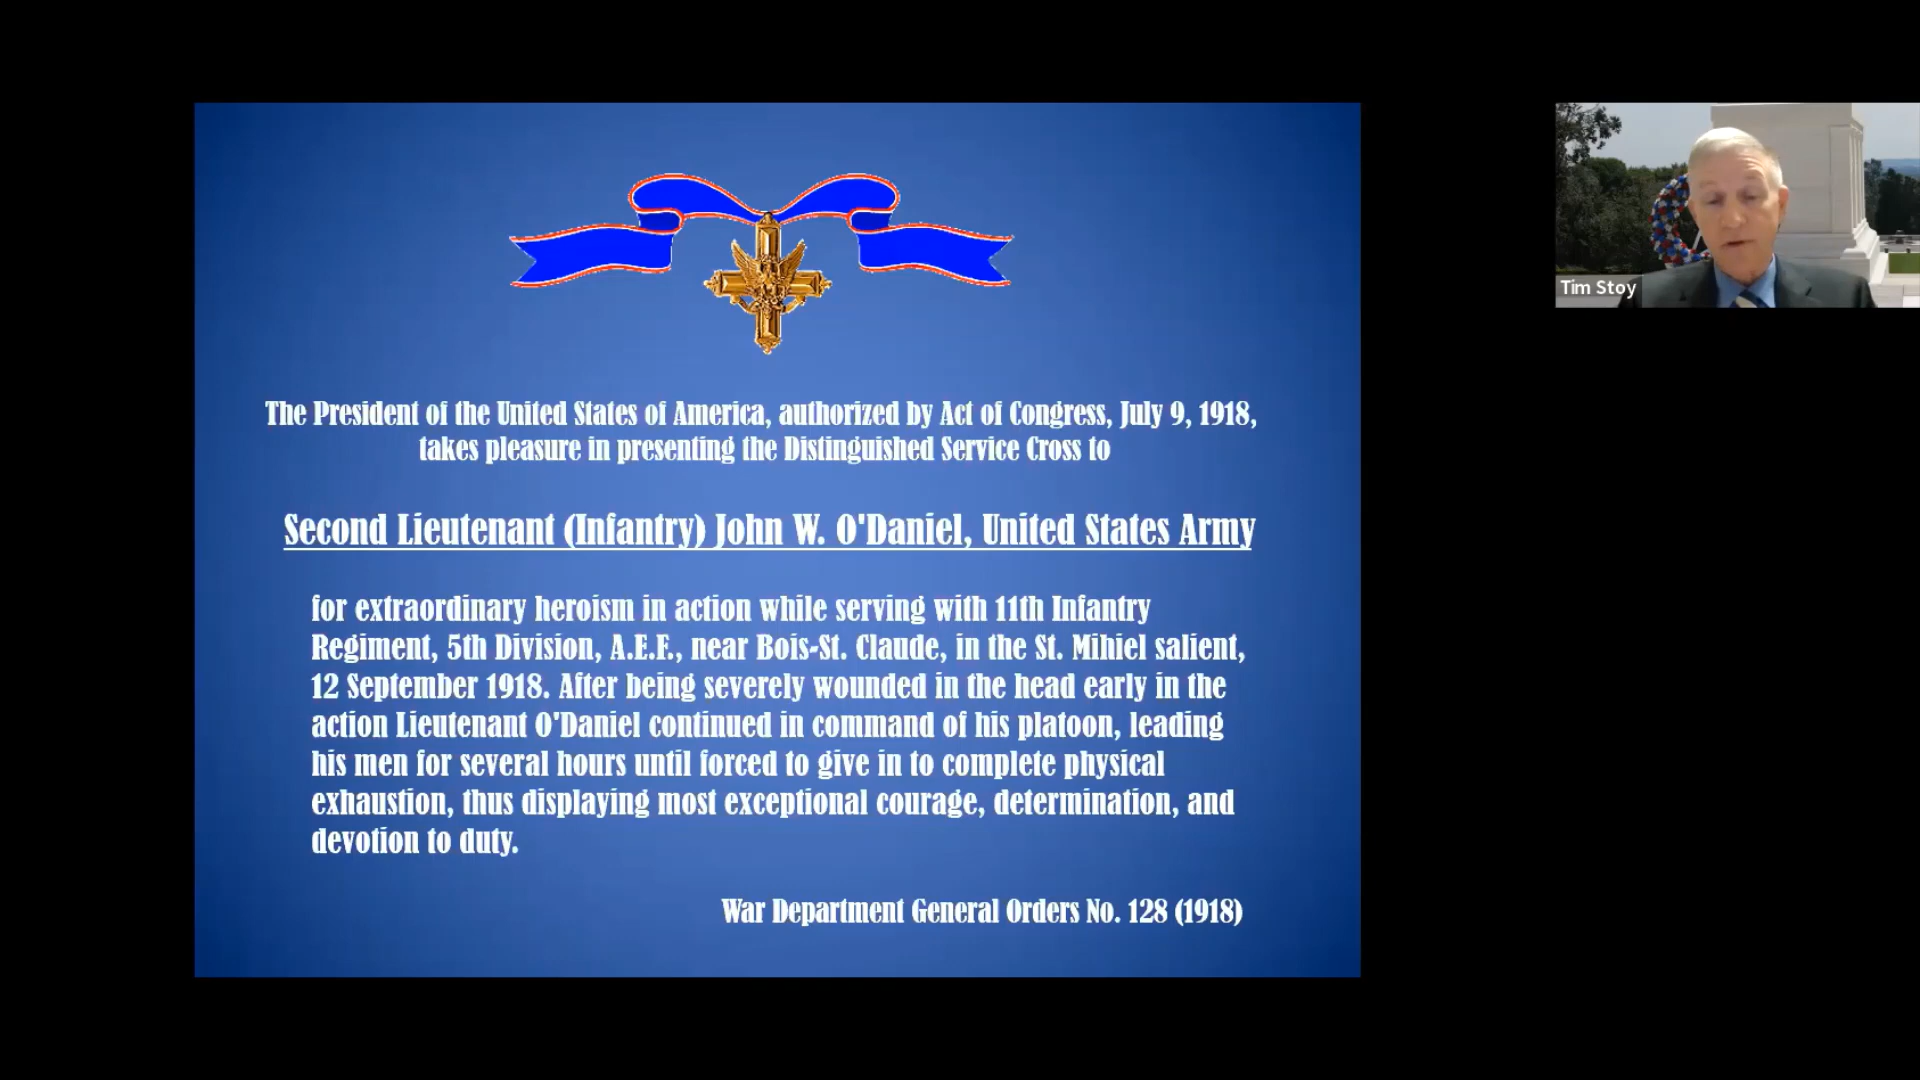 The President of the United States of America, authorized by Act of Congress, July 9, 1918,
takes pleasure in presenting the Distinguished Service Cross to
Second Lieutenant (Infantry) John W. O'Daniel, United States Army
for extraordinary heroism in action while serving with 11th Infantry
Regiment, 5th Division, A.E.F., near Bois-St. Claude, in the St. Mihiel salient,
12 September 1918. After being severely wounded in the head early in the
action Lieutenant O'Daniel continued in command of his platoon, leading
his men for several hours until forced to give in to complete physical
exhaustion, thus displaying most exceptional courage, determination, and
devotion to duty.
War Department General Orders No. 128 (1918)
Tim Stoy